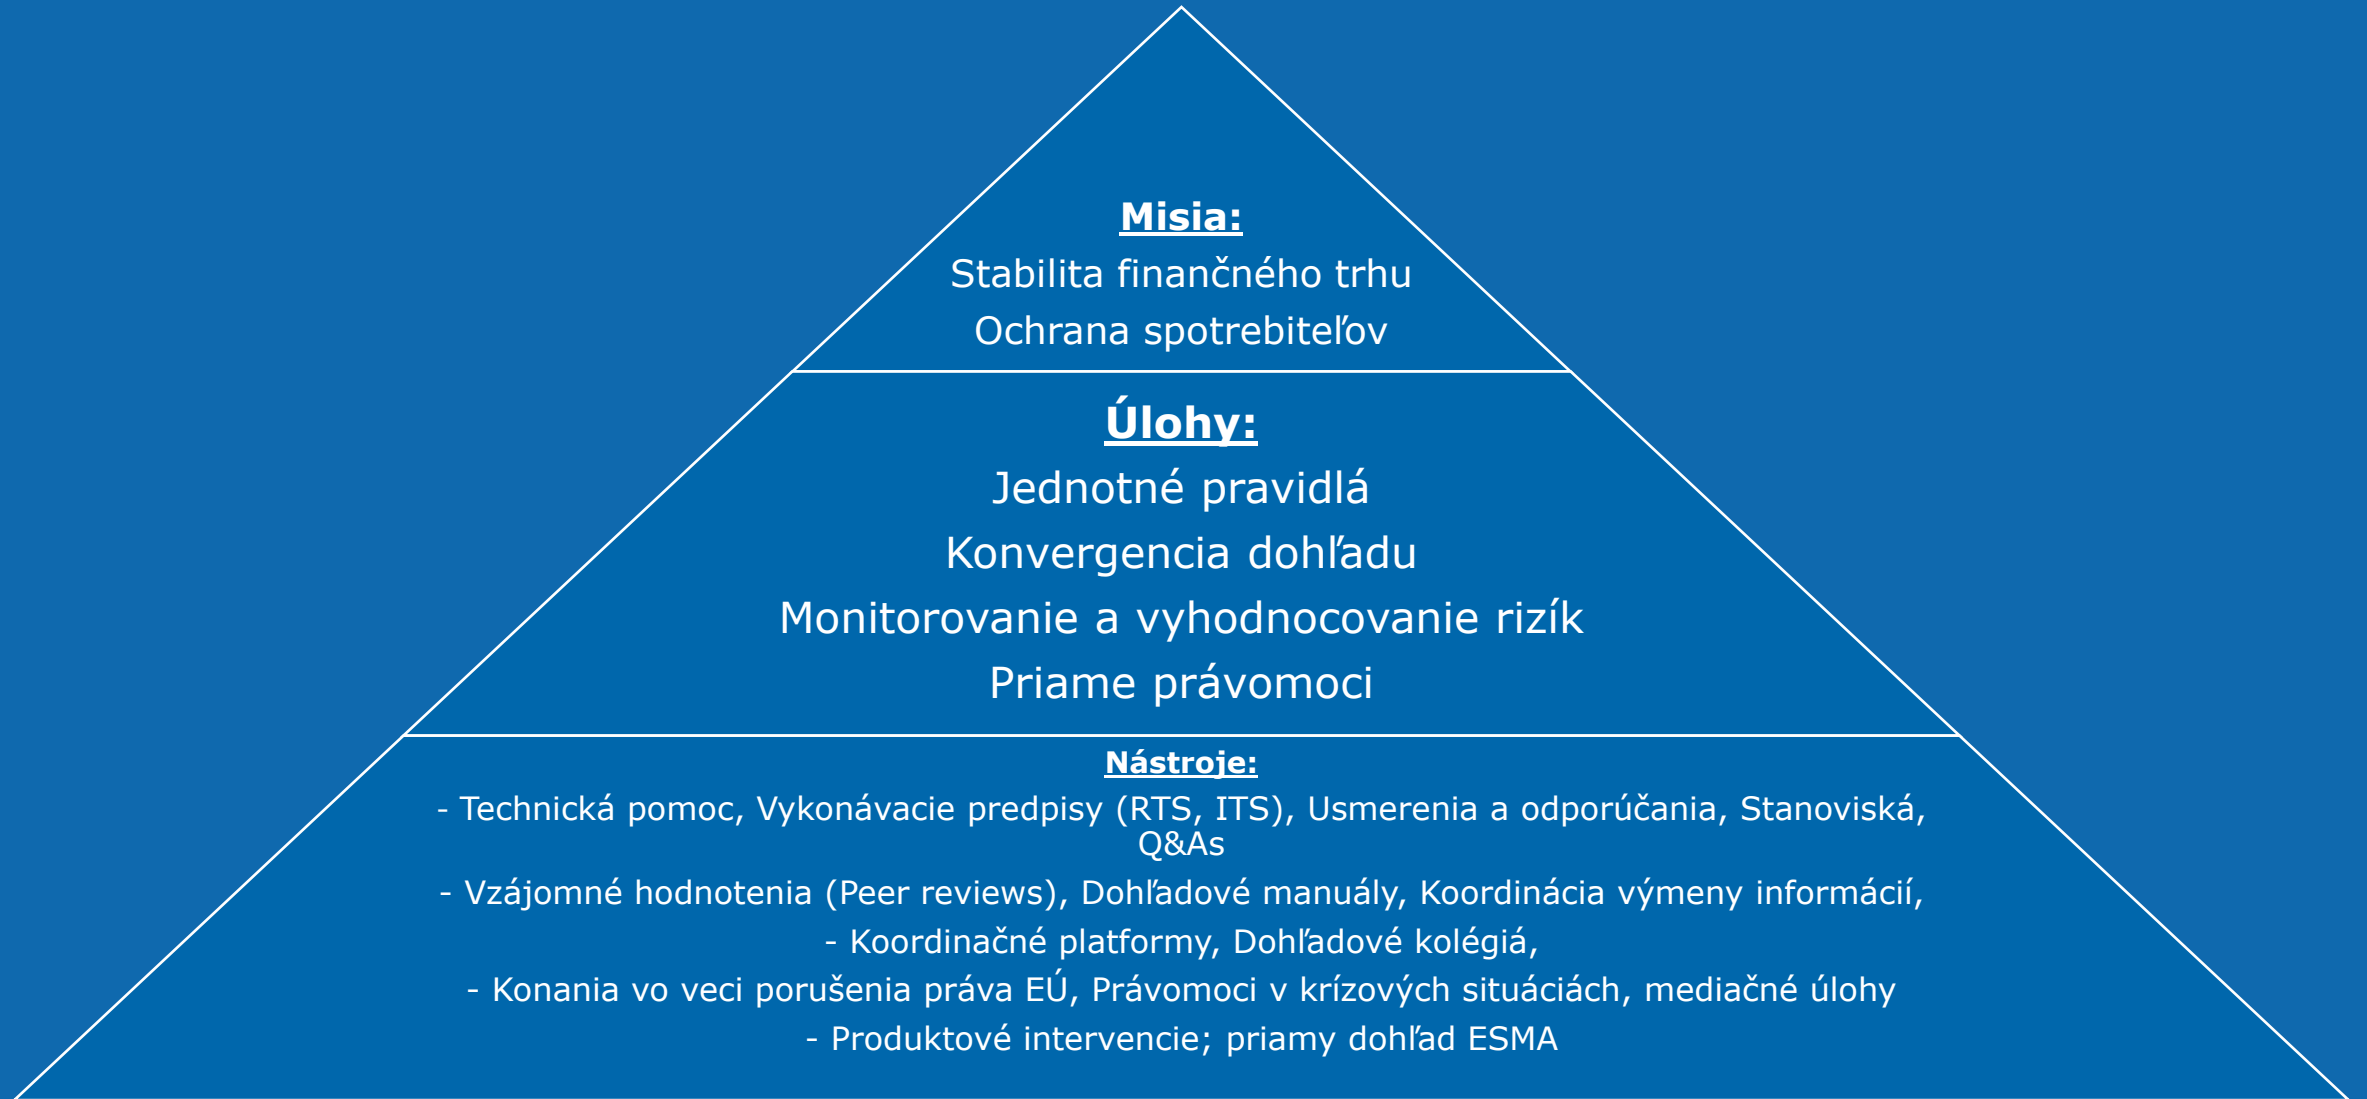 Misia:
Stabilita finančného trhu
Ochrana spotrebiteľov
Úlohy:
Jednotné pravidlá
Konvergencia dohľadu
Monitorovanie a vyhodnocovanie rizík
Priame právomoci
Nástroje:
- Technická pomoc, Vykonávacie predpisy (RTS, ITS), Usmerenia a odporúčania, Stanoviská,
Q&As
- Vzájomné hodnotenia (Peer reviews), Dohľadové manuály, Koordinácia výmeny informácií,
- Koordinačné platformy, Dohľadové kolégiá,
- Konania vo veci porušenia práva EÚ, Právomoci v krízových situáciách, mediačné úlohy
- Produktové intervencie; priamy dohľad ESMA